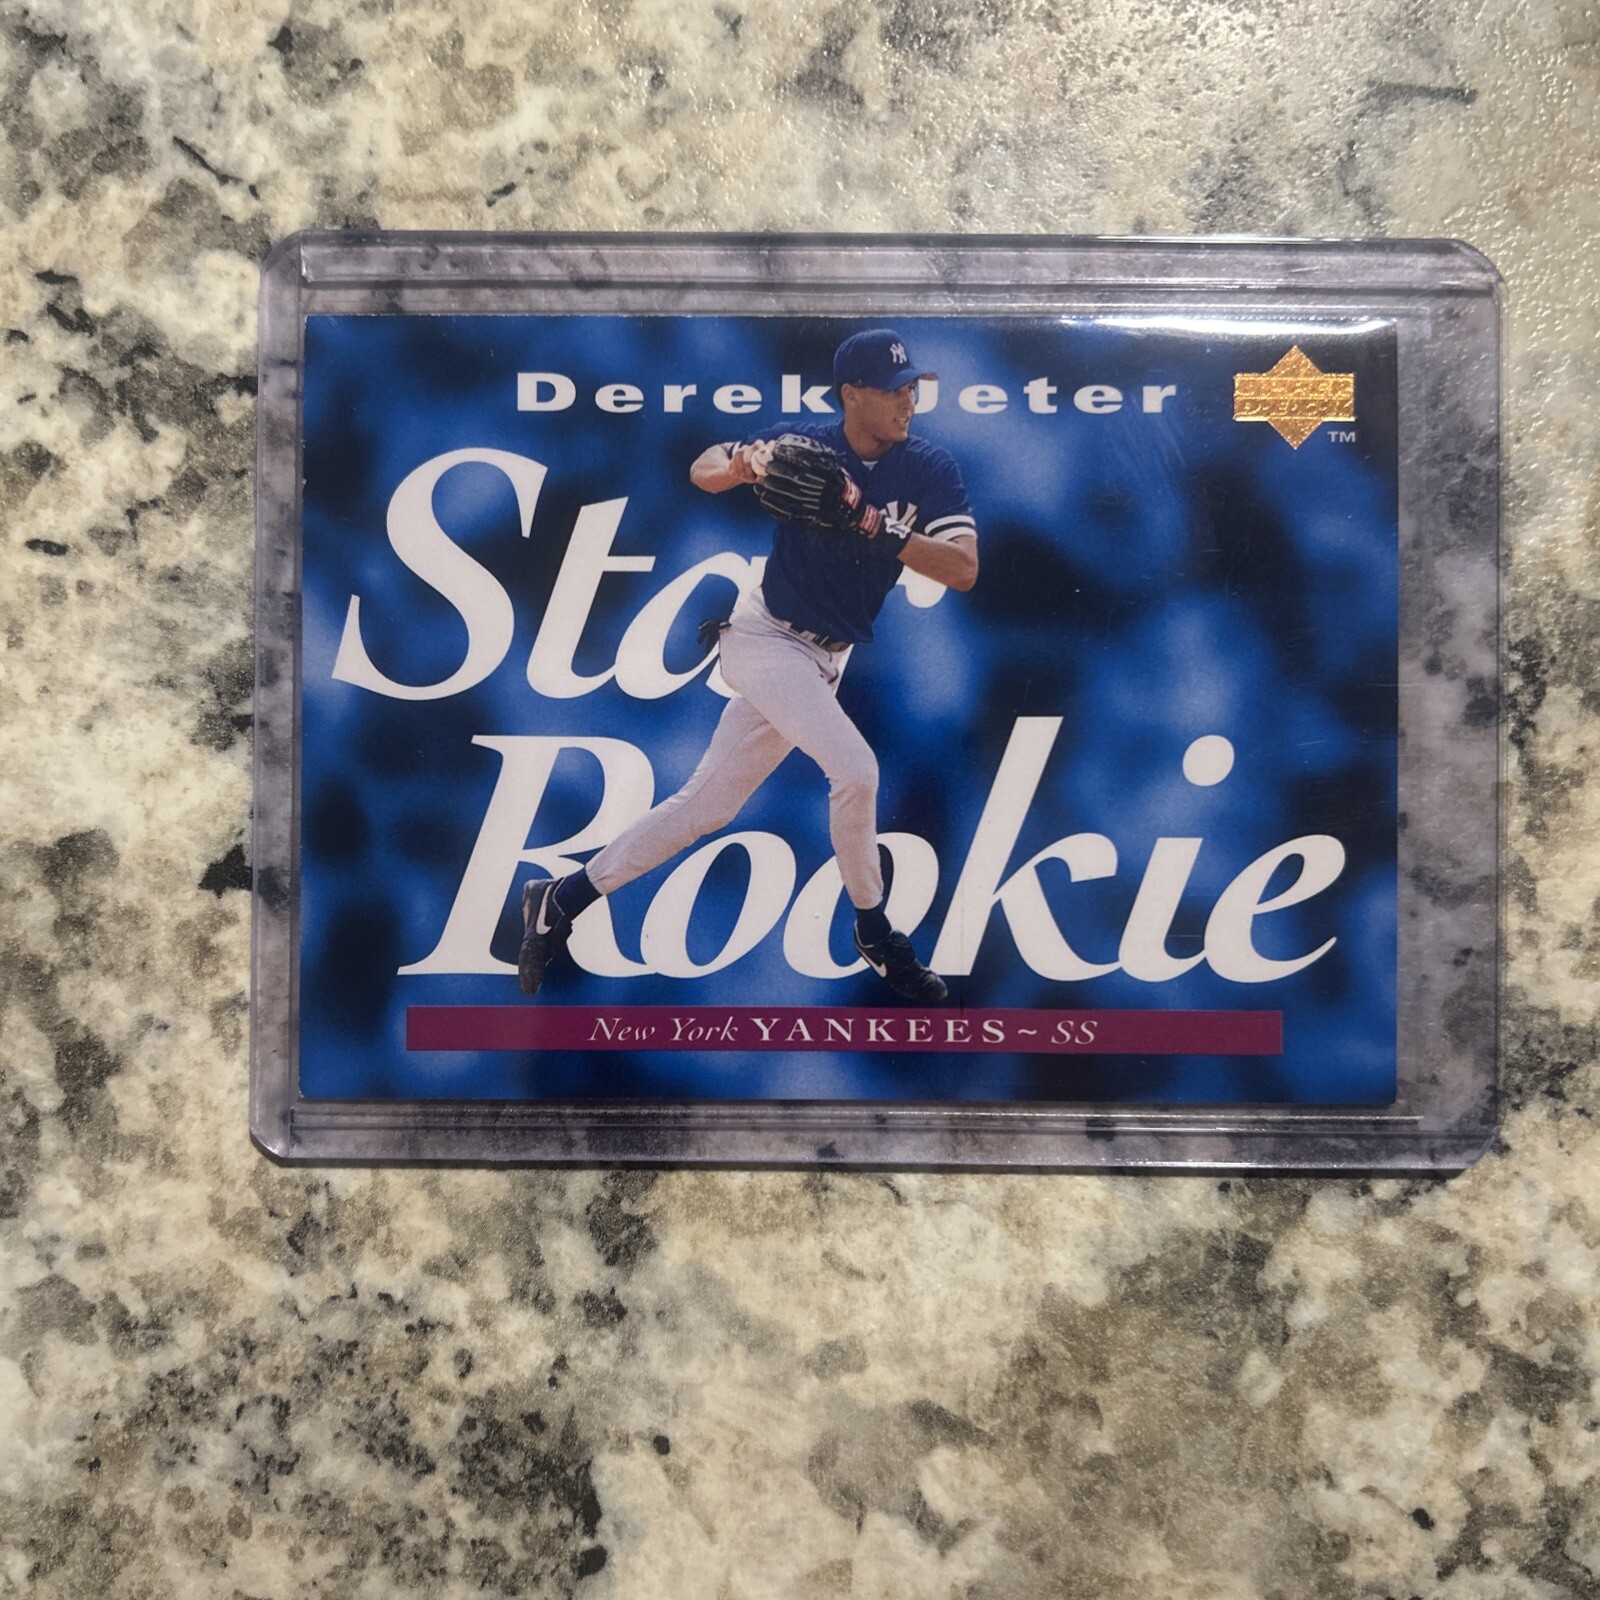 Derek Jeter
UPPER
DECK
TM
Star
Rookie
New York YANKEES ~ SS